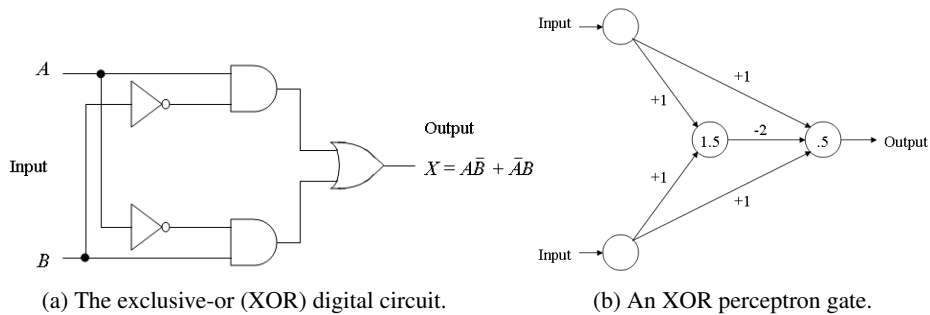 A
B
Input
Output
X = AB̅ + A̅B
(a) The exclusive-or (XOR) digital circuit.
Input
+1
+1
1.5
-2
.5
Output
+1
+1
Input
(b) An XOR perceptron gate.